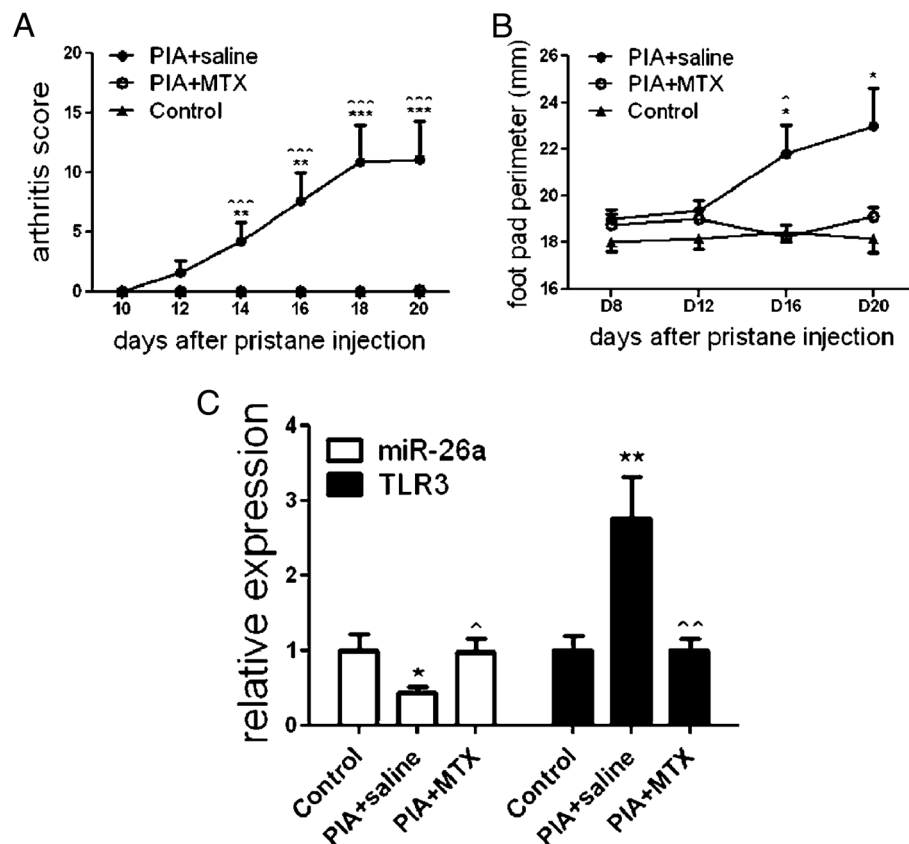 A
PIA+saline
PIA+MTX
Control
arthritis score
20
15
10
5
0
^^^
**
^^^
**
^^^
***
^^^
***
10 12 14 16 18 20
days after pristane injection
B
PIA+saline
PIA+MTX
Control
foot pad perimeter (mm)
26
24
22
20
18
16
^
*
*
D8 D12 D16 D20
days after pristane injection
C
miR-26a
TLR3
relative expression
4
3
2
1
0
*
^
**
^^
Control PIA+saline PIA+MTX Control PIA+saline PIA+MTX